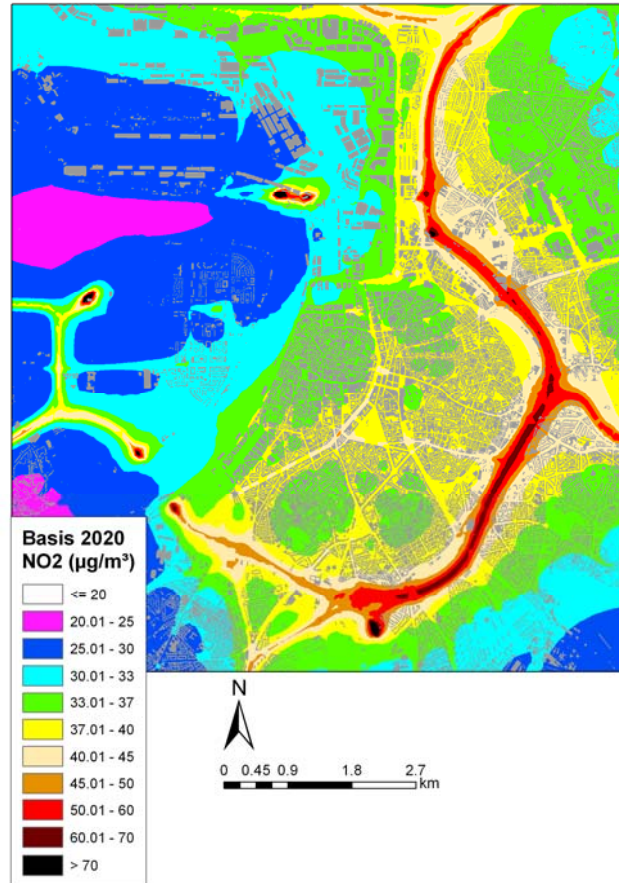 Basis 2020
NO2 (µg/m³)
<= 20
20.01 - 25
25.01 - 30
30.01 - 33
33.01 - 37
37.01 - 40
40.01 - 45
45.01 - 50
50.01 - 60
60.01 - 70
> 70
N
0 0.45 0.9 1.8 2.7
km